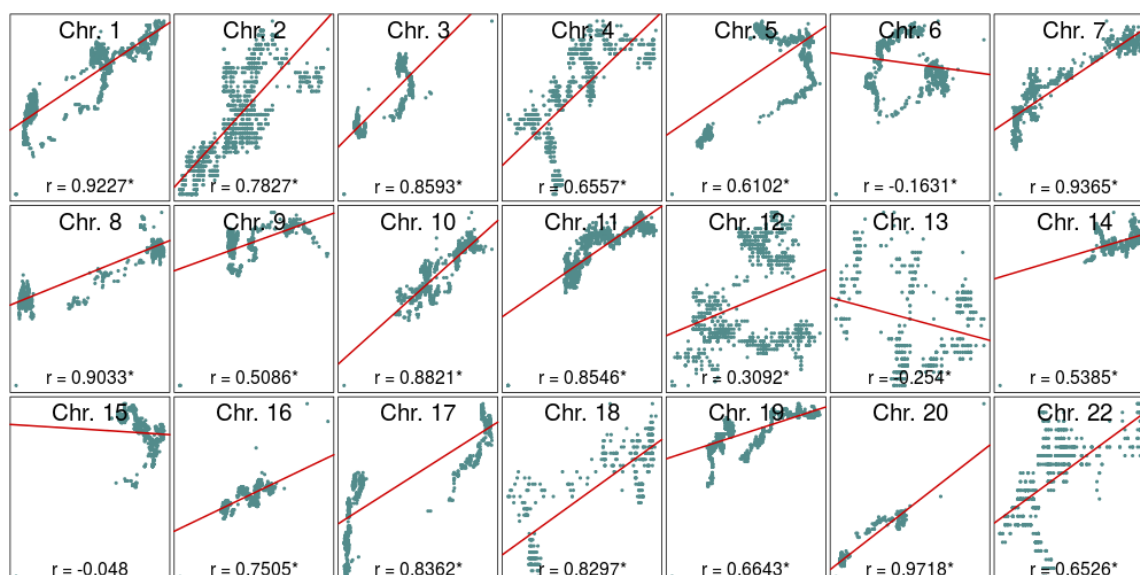 Chr. 1 Chr. 2 Chr. 3 Chr. 4 Chr. 5 Chr. 6 Chr. 7
r = 0.9227* r = 0.7827* r = 0.8593* r = 0.6557* r = 0.6102* r = -0.1631* r = 0.9365*
Chr. 8 Chr. 9 Chr. 10 Chr. 11 Chr. 12 Chr. 13 Chr. 14
r = 0.9033* r = 0.5086* r = 0.8821* r = 0.8546* r = 0.3092* r = -0.254* r = 0.5385*
Chr. 15 Chr. 16 Chr. 17 Chr. 18 Chr. 19 Chr. 20 Chr. 22
r = -0.048 r = 0.7505* r = 0.8362* r = 0.8297* r = 0.6643* r = 0.9718* r = 0.6526*